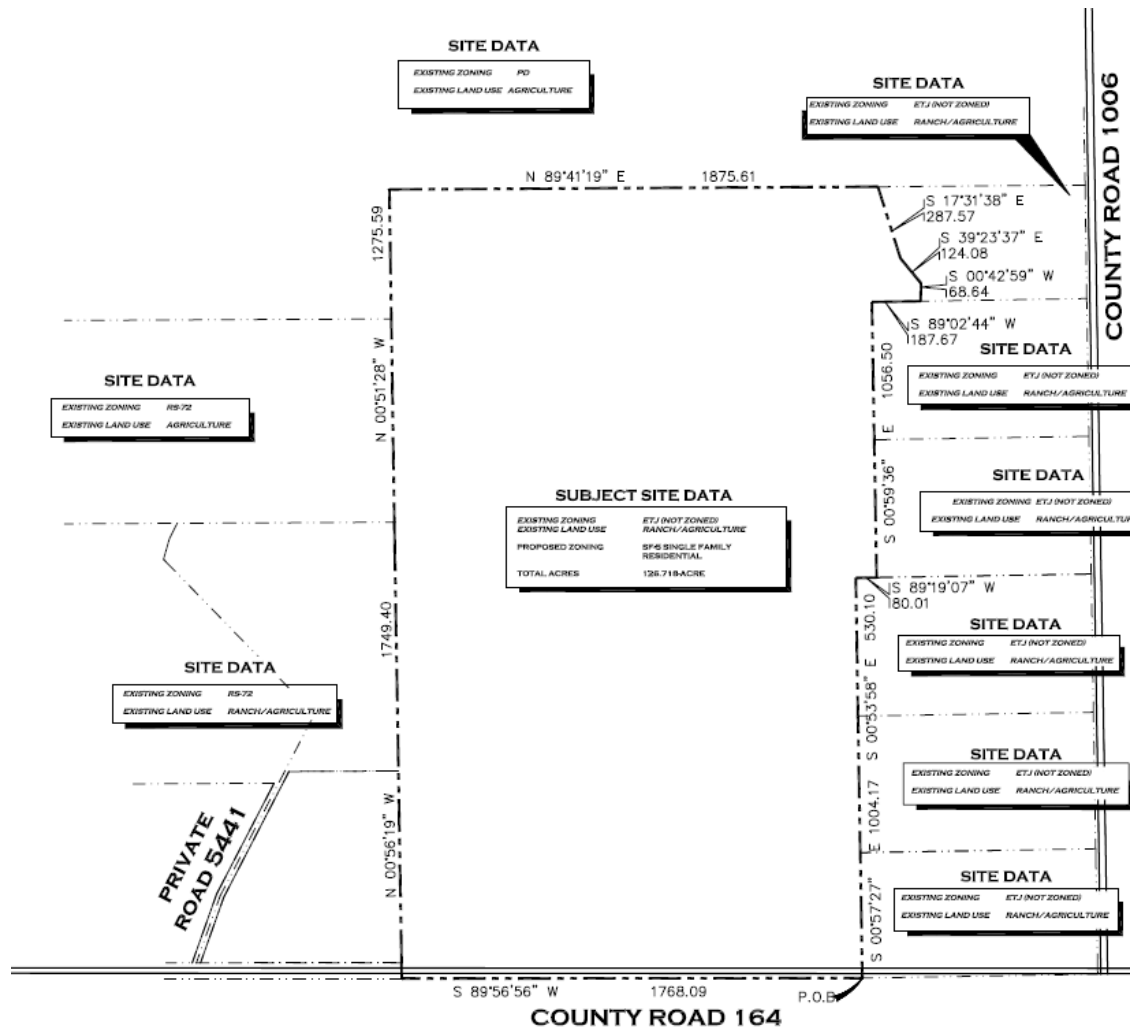 SITE DATA
EXISTING ZONING PD
EXISTING LAND USE AGRICULTURE
SITE DATA
EXISTING ZONING ETJ (NOT ZONED)
EXISTING LAND USE RANCH/AGRICULTURE
COUNTY ROAD 1006
N 89°41'19" E 1875.61
S 17°31'38" E
287.57
S 39°23'37" E
124.08
S 00°42'59" W
68.64
S 89°02'44" W
187.67
1275.59
N 00°51'28" W
1056.50
S 00°59'36" E
SITE DATA
EXISTING ZONING ETJ (NOT ZONED)
EXISTING LAND USE RANCH/AGRICULTURE
SITE DATA
EXISTING ZONING RS-72
EXISTING LAND USE AGRICULTURE
SITE DATA
EXISTING ZONING ETJ (NOT ZONED)
EXISTING LAND USE RANCH/AGRICULTURE
SUBJECT SITE DATA
EXISTING ZONING ETJ (NOT ZONED)
EXISTING LAND USE RANCH/AGRICULTURE
PROPOSED ZONING SF-5 SINGLE FAMILY
RESIDENTIAL
TOTAL ACRES 126.718-ACRE
S 89°19'07" W
80.01
1749.40
S 00°53'58" E 530.10
SITE DATA
EXISTING ZONING ETJ (NOT ZONED)
EXISTING LAND USE RANCH/AGRICULTURE
SITE DATA
EXISTING ZONING RS-72
EXISTING LAND USE RANCH/AGRICULTURE
SITE DATA
EXISTING ZONING ETJ (NOT ZONED)
EXISTING LAND USE RANCH/AGRICULTURE
PRIVATE
ROAD 5441
N 00°56'19" W
S 00°57'27" E 1004.17
SITE DATA
EXISTING ZONING ETJ (NOT ZONED)
EXISTING LAND USE RANCH/AGRICULTURE
S 89°56'56" W 1768.09
P.O.B.
COUNTY ROAD 164